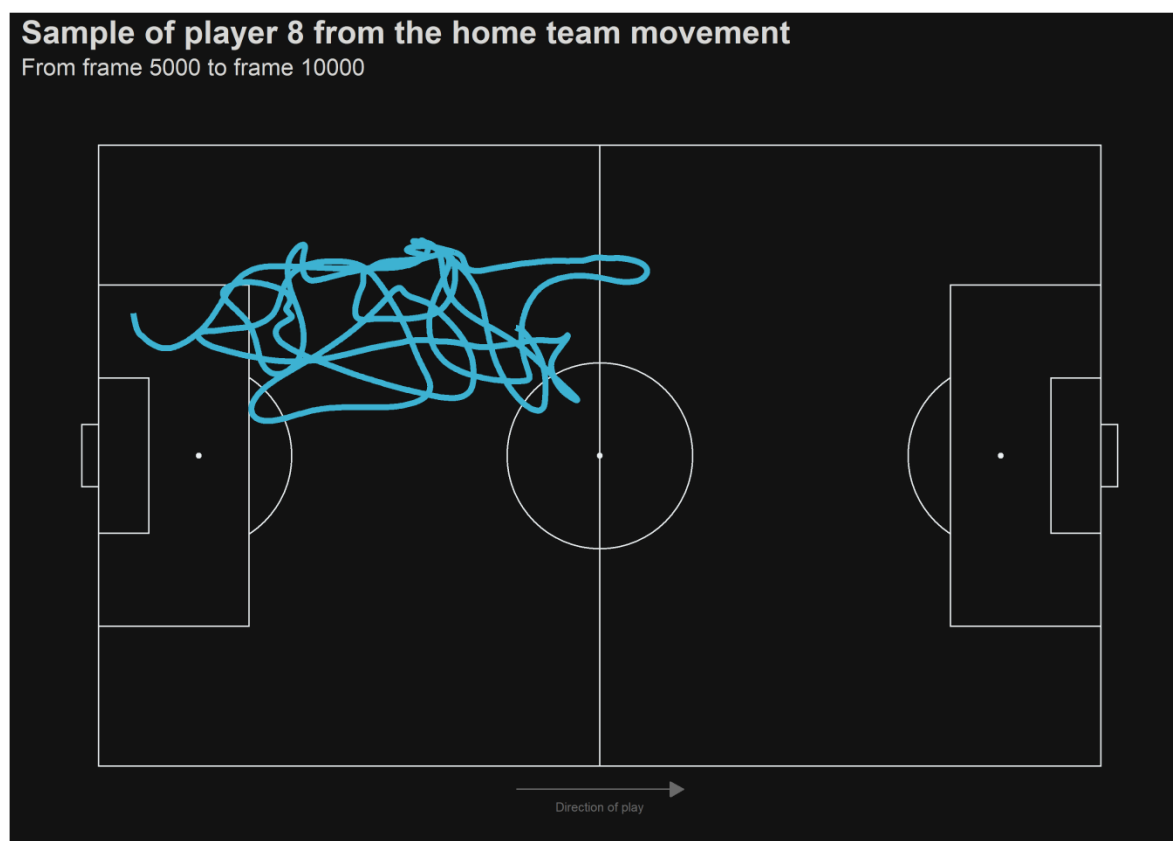 Sample of player 8 from the home team movement
From frame 5000 to frame 10000
Direction of play